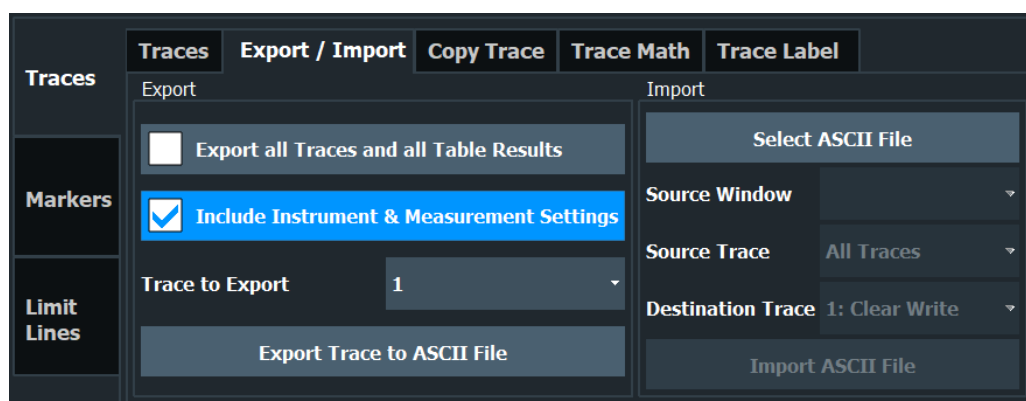 Traces
Markers
Limit
Lines
Traces
Export / Import
Copy Trace
Trace Math
Trace Label
Export
Export all Traces and all Table Results
Include Instrument & Measurement Settings
Trace to Export
1
Export Trace to ASCII File
Import
Select ASCII File
Source Window
Source Trace
All Traces
Destination Trace
1: Clear Write
Import ASCII File